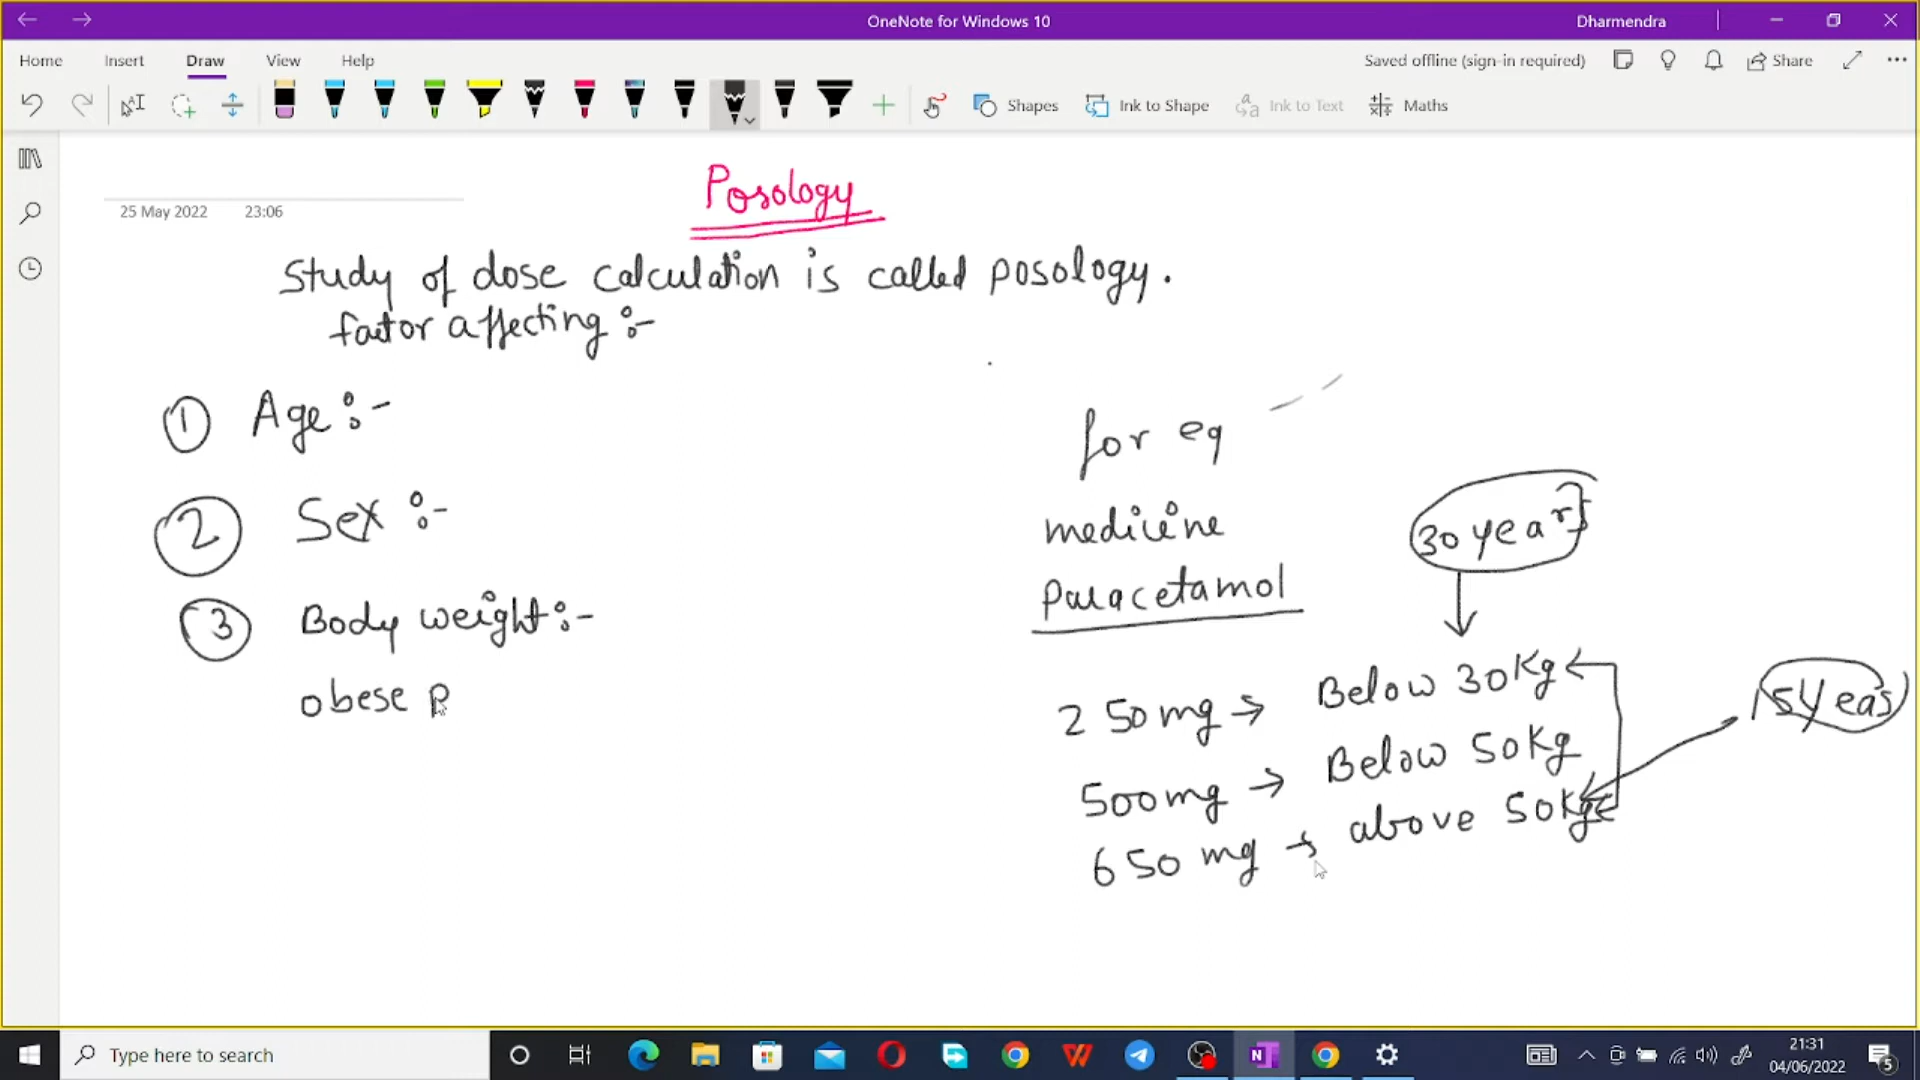 OneNote for Windows 10
Dharmendra
Home Insert Draw View Help
Saved offline (sign-in required)
Share
Shapes
Ink to Shape
Ink to Text
Maths
Posology
25 May 2022 23:06
Study of dose calculation is called posology.
factor affecting :-
① Age :-
② Sex :-
③ Body weight :-
obese p
for eg
medicine
Paracetamol
30 years
15 Yeas
250mg → Below 30Kg
500mg → Below 50Kg
650 mg → above 50Kg
Type here to search
21:31
04/06/2022
5